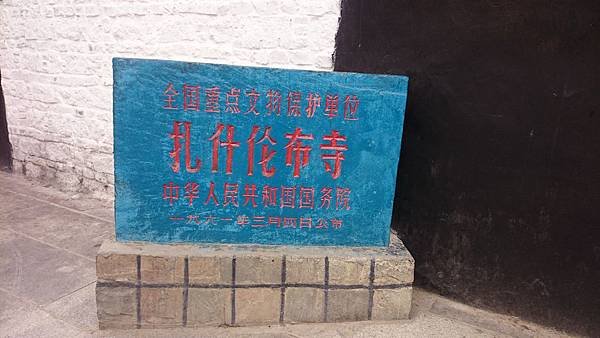 全国重点文物保护单位
扎什伦布寺
中华人民共和国国务院
一九六一年三月四日公布